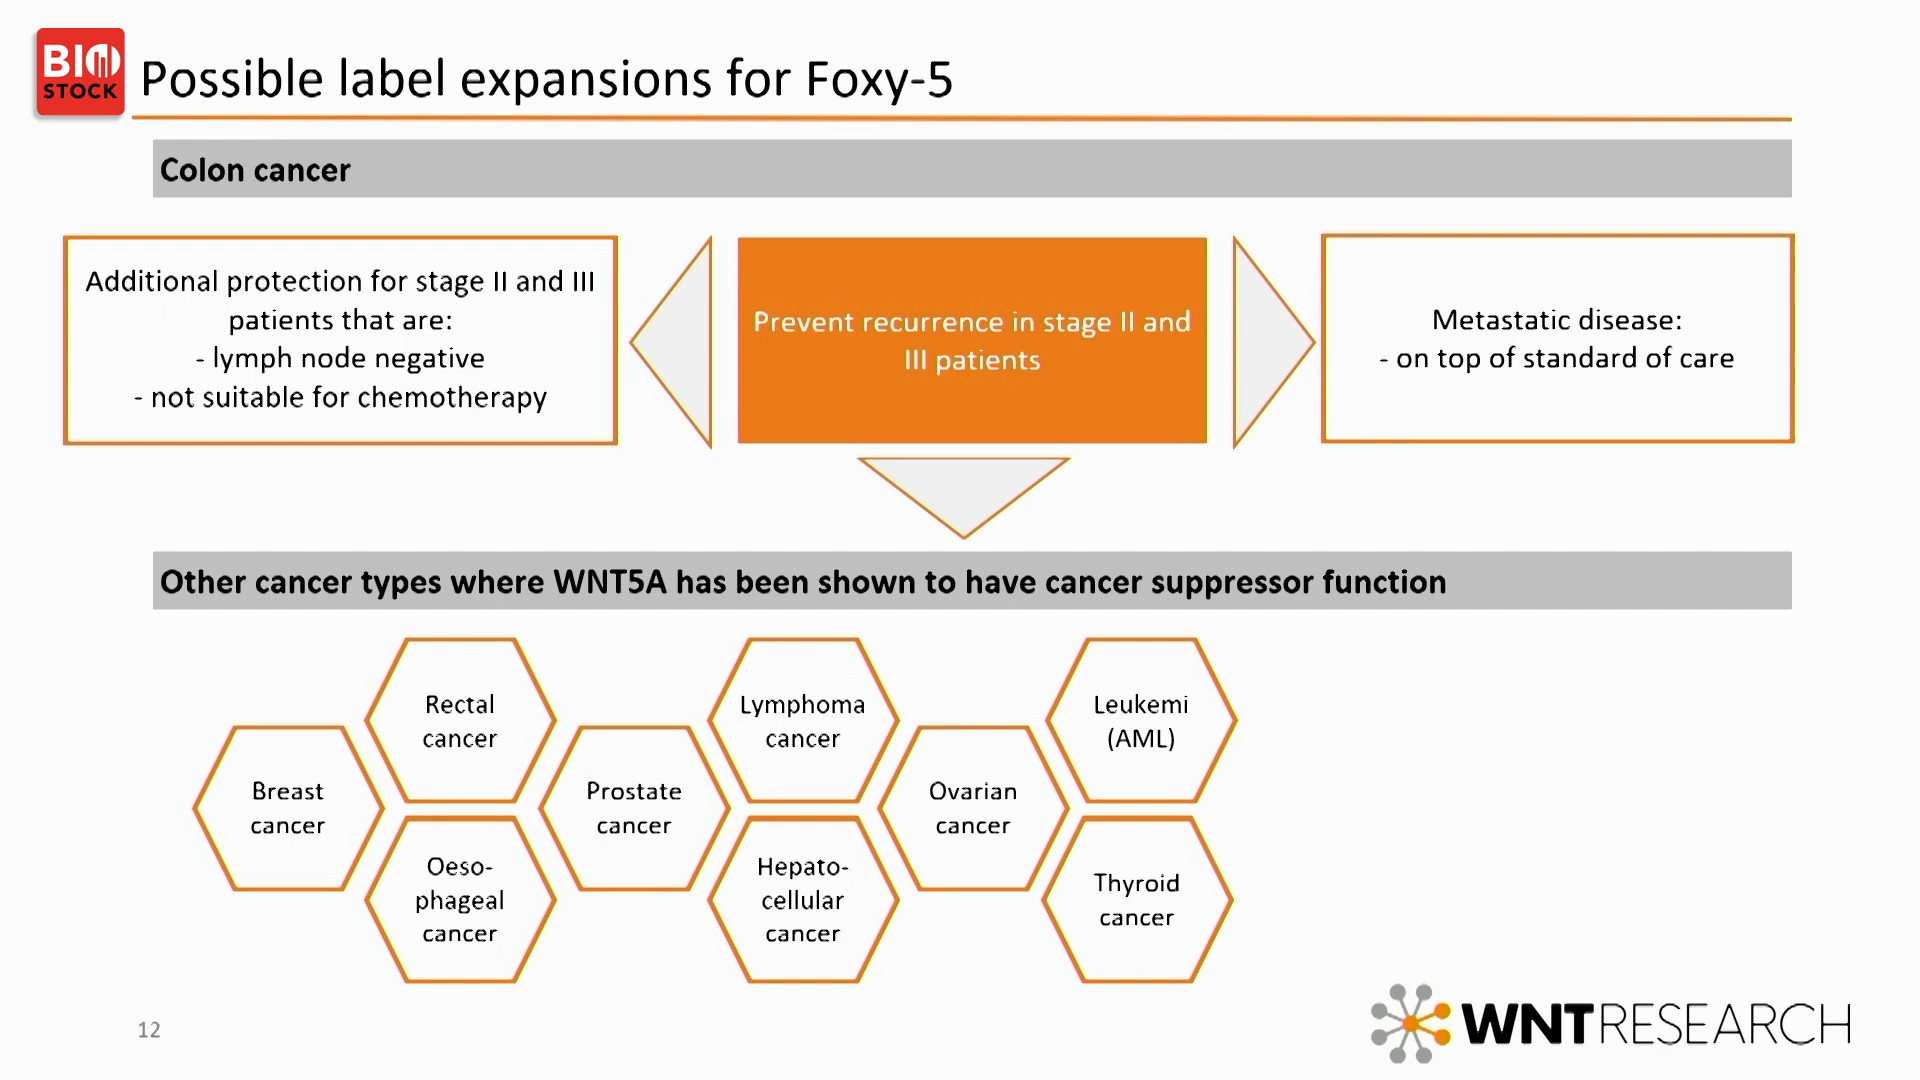 BIO
STOCK
Possible label expansions for Foxy-5
Colon cancer
Additional protection for stage II and III
patients that are:
- lymph node negative
- not suitable for chemotherapy
Prevent recurrence in stage II and
III patients
Metastatic disease:
- on top of standard of care
Other cancer types where WNT5A has been shown to have cancer suppressor function
Breast
cancer
Rectal
cancer
Oeso-
phageal
cancer
Prostate
cancer
Lymphoma
cancer
Hepato-
cellular
cancer
Ovarian
cancer
Leukemi
(AML)
Thyroid
cancer
12
WNTRESEARCH